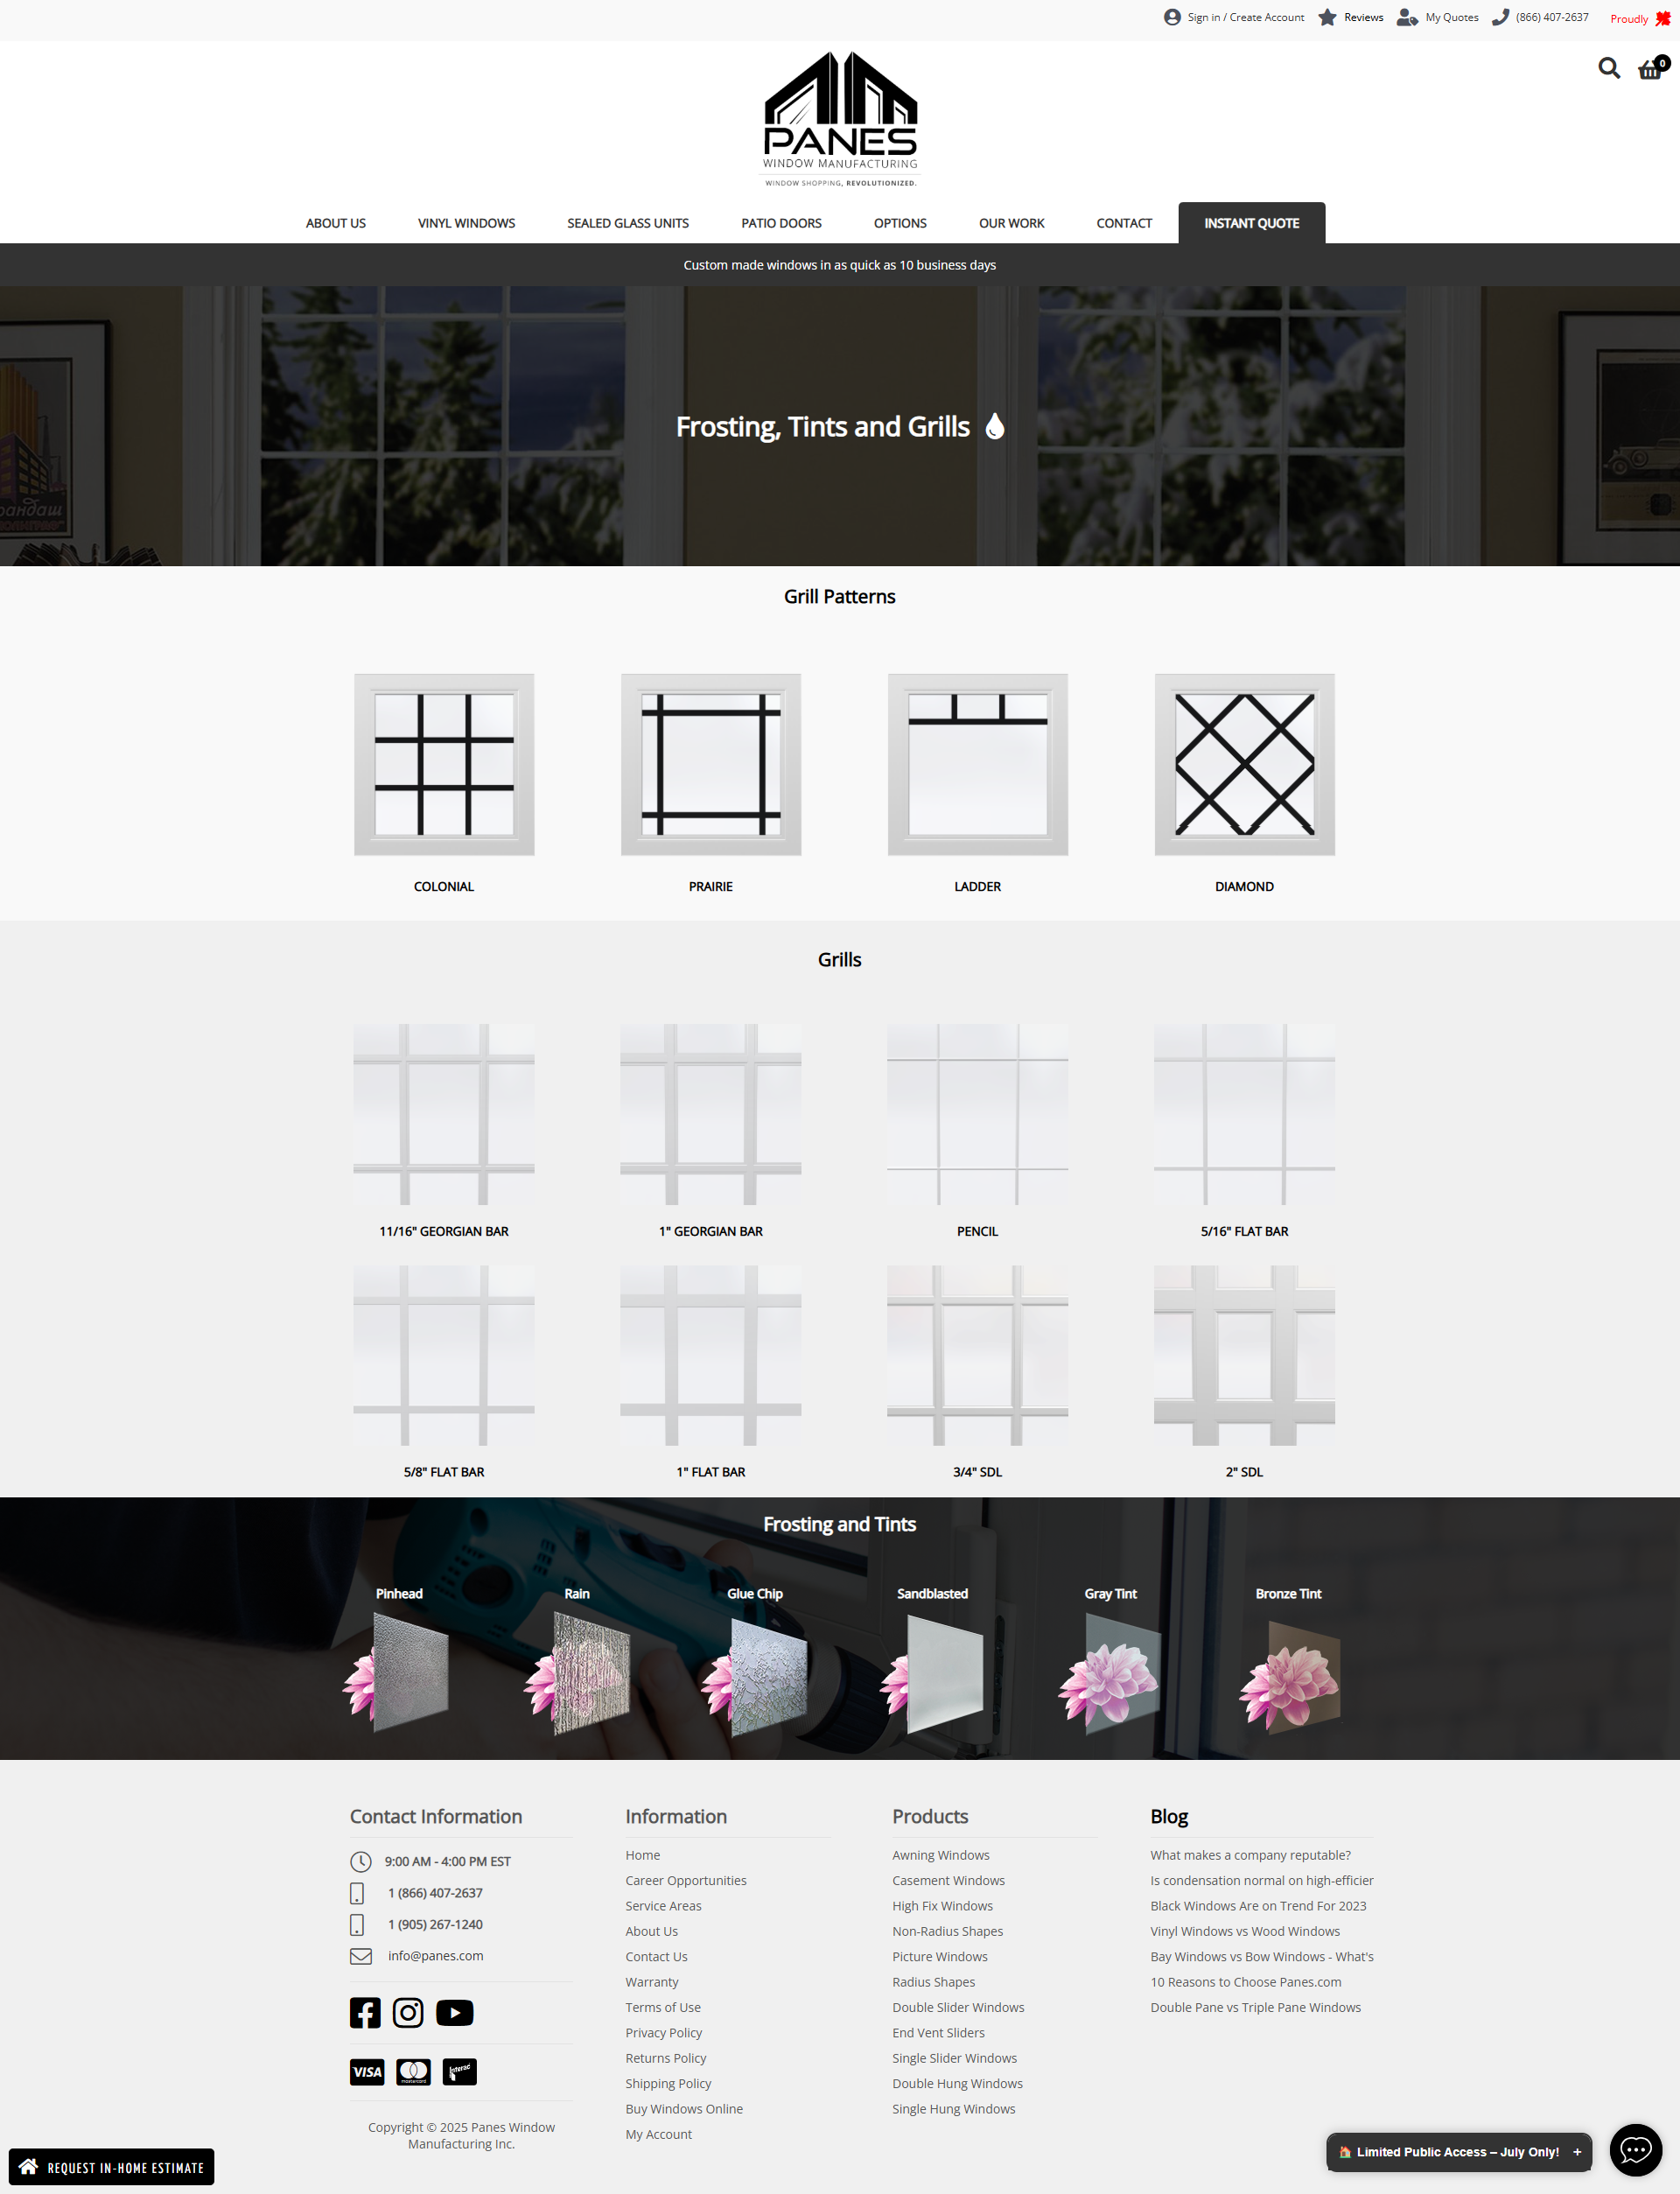 Sign in / Create Account
Reviews
My Quotes
(866) 407-2637
Proudly
0
PANES
WINDOW MANUFACTURING
WINDOW SHOPPING, REVOLUTIONIZED.
ABOUT US
VINYL WINDOWS
SEALED GLASS UNITS
PATIO DOORS
OPTIONS
OUR WORK
CONTACT
INSTANT QUOTE
Custom made windows in as quick as 10 business days
Frosting, Tints and Grills
Grill Patterns
COLONIAL
PRAIRIE
LADDER
DIAMOND
Grills
11/16" GEORGIAN BAR
1" GEORGIAN BAR
PENCIL
5/16" FLAT BAR
5/8" FLAT BAR
1" FLAT BAR
3/4" SDL
2" SDL
Frosting and Tints
Pinhead
Rain
Glue Chip
Sandblasted
Gray Tint
Bronze Tint
Contact Information
9:00 AM - 4:00 PM EST
1 (866) 407-2637
1 (905) 267-1240
info@panes.com
VISA
mastercard
Interac
Copyright © 2025 Panes Window
Manufacturing Inc.
Information
Home
Career Opportunities
Service Areas
About Us
Contact Us
Warranty
Terms of Use
Privacy Policy
Returns Policy
Shipping Policy
Buy Windows Online
My Account
Products
Awning Windows
Casement Windows
High Fix Windows
Non-Radius Shapes
Picture Windows
Radius Shapes
Double Slider Windows
End Vent Sliders
Single Slider Windows
Double Hung Windows
Single Hung Windows
Blog
What makes a company reputable?
Is condensation normal on high-efficier
Black Windows Are on Trend For 2023
Vinyl Windows vs Wood Windows
Bay Windows vs Bow Windows - What's
10 Reasons to Choose Panes.com
Double Pane vs Triple Pane Windows
REQUEST IN-HOME ESTIMATE
Limited Public Access – July Only! +